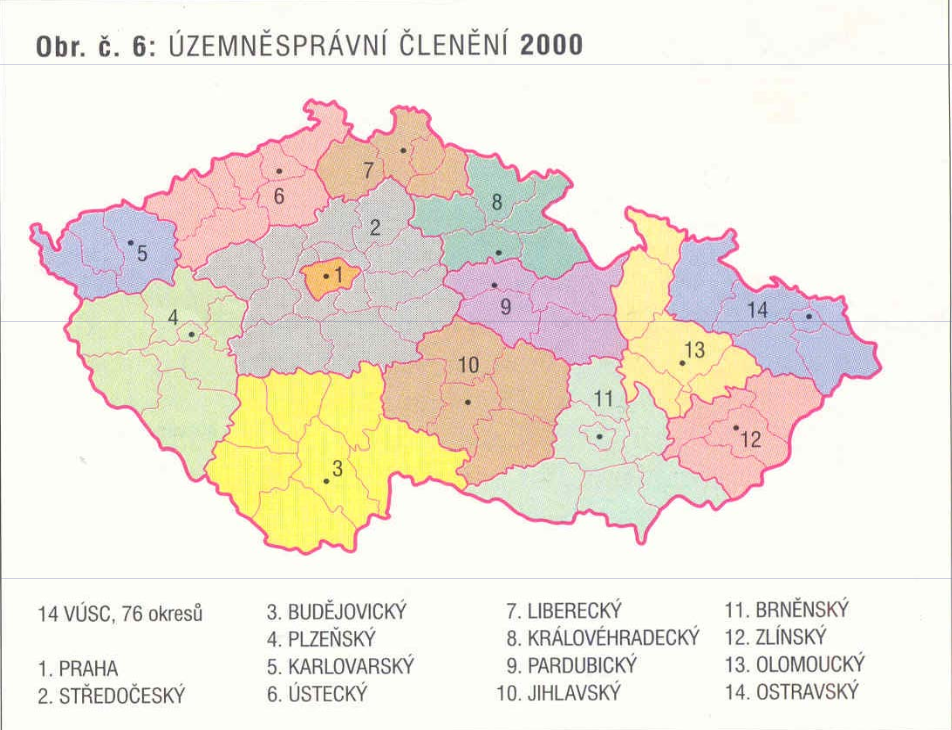 Obr. č. 6: ÚZEMNĚSPRÁVNÍ ČLENĚNÍ 2000
7
6
8
2
5
1
9
14
4
13
10
11
12
3
14 VÚSC, 76 okresů
1. PRAHA
2. STŘEDOČESKÝ
3. BUDĚJOVICKÝ
4. PLZEŇSKÝ
5. KARLOVARSKÝ
6. ÚSTECKÝ
7. LIBERECKÝ
8. KRÁLOVÉHRADECKÝ
9. PARDUBICKÝ
10. JIHLAVSKÝ
11. BRNĚNSKÝ
12. ZLÍNSKÝ
13. OLOMOUCKÝ
14. OSTRAVSKÝ